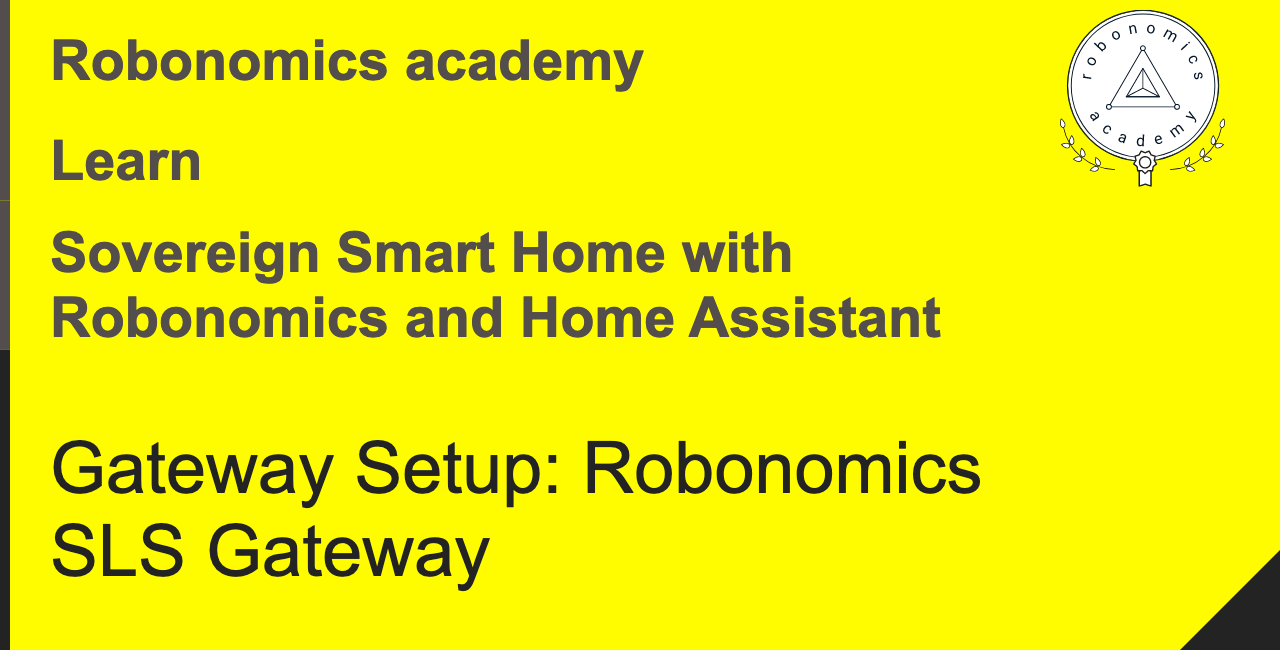 Robonomics academy
robonomics
academy
Learn
Sovereign Smart Home with
Robonomics and Home Assistant
Gateway Setup: Robonomics
SLS Gateway